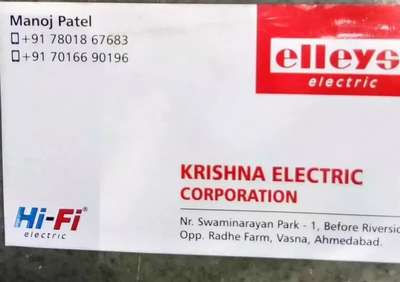 Manoj Patel
+91 78018 67683
+91 70166 90196
elleys
electric
KRISHNA ELECTRIC
CORPORATION
Hi-Fi®
electric
Nr. Swaminarayan Park - 1, Before
Opp. Radhe Farm, Vasna, Ahmedabad.